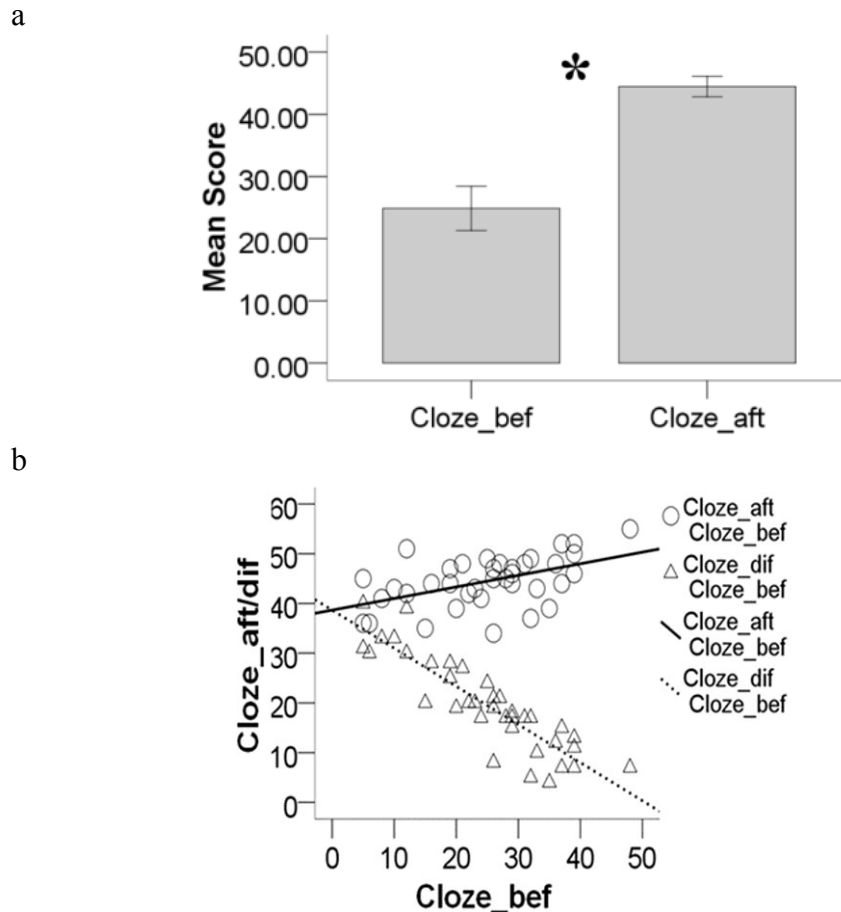 a
50.00
40.00
30.00
20.00
10.00
0.00
Mean Score
*
Cloze_bef Cloze_aft
b
60
50
40
30
20
10
0
Cloze_aft/dif
0 10 20 30 40 50
Cloze_bef
Cloze_aft
Cloze_bef
Cloze_dif
Cloze_bef
Cloze_aft
Cloze_bef
Cloze_dif
Cloze_bef